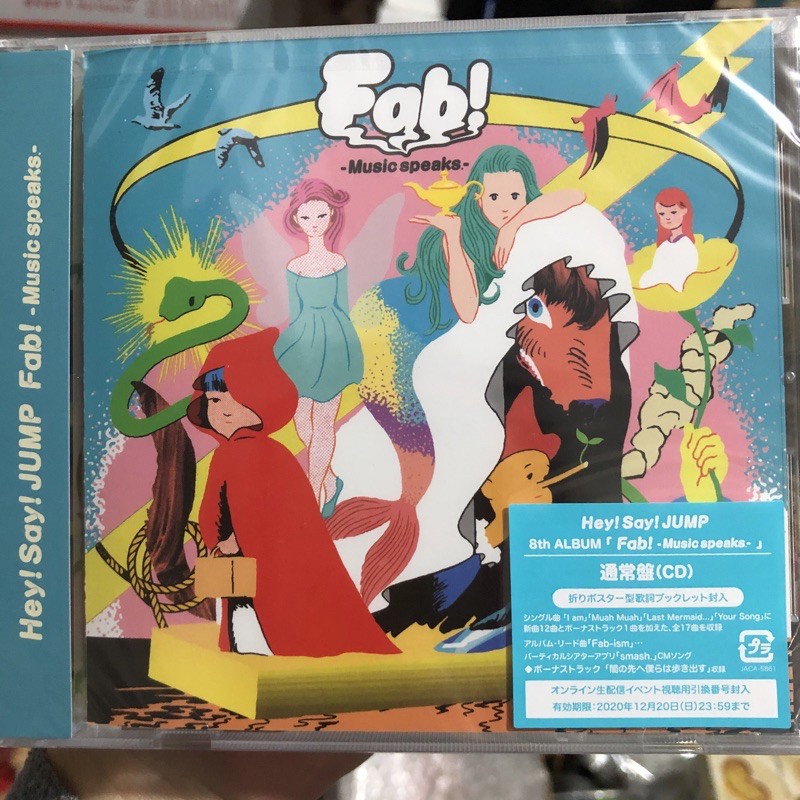 Hey! Say! JUMP Fab! -Music speaks.-
Fab!
-Music speaks.-
Hey! Say! JUMP
8th ALBUM「 Fab! -Music speaks.- 」
通常盤(CD)
折りポスター型歌詞ブックレット封入
シングル曲「I am」「Muah Muah」「Last Mermaid...」「Your Song」に
新曲12曲とボーナストラック1曲を加えた、全17曲を収録
アルバム・リード曲「Fab-ism」…
バーティカルシアターアプリ「smash.」CMソング
◆ボーナストラック 「闇の先へ僕らは歩き出す」収録
プラ
JACA-5861
オンライン生配信イベント視聴用引換番号封入
有効期限:2020年12月20日(日)23:59まで